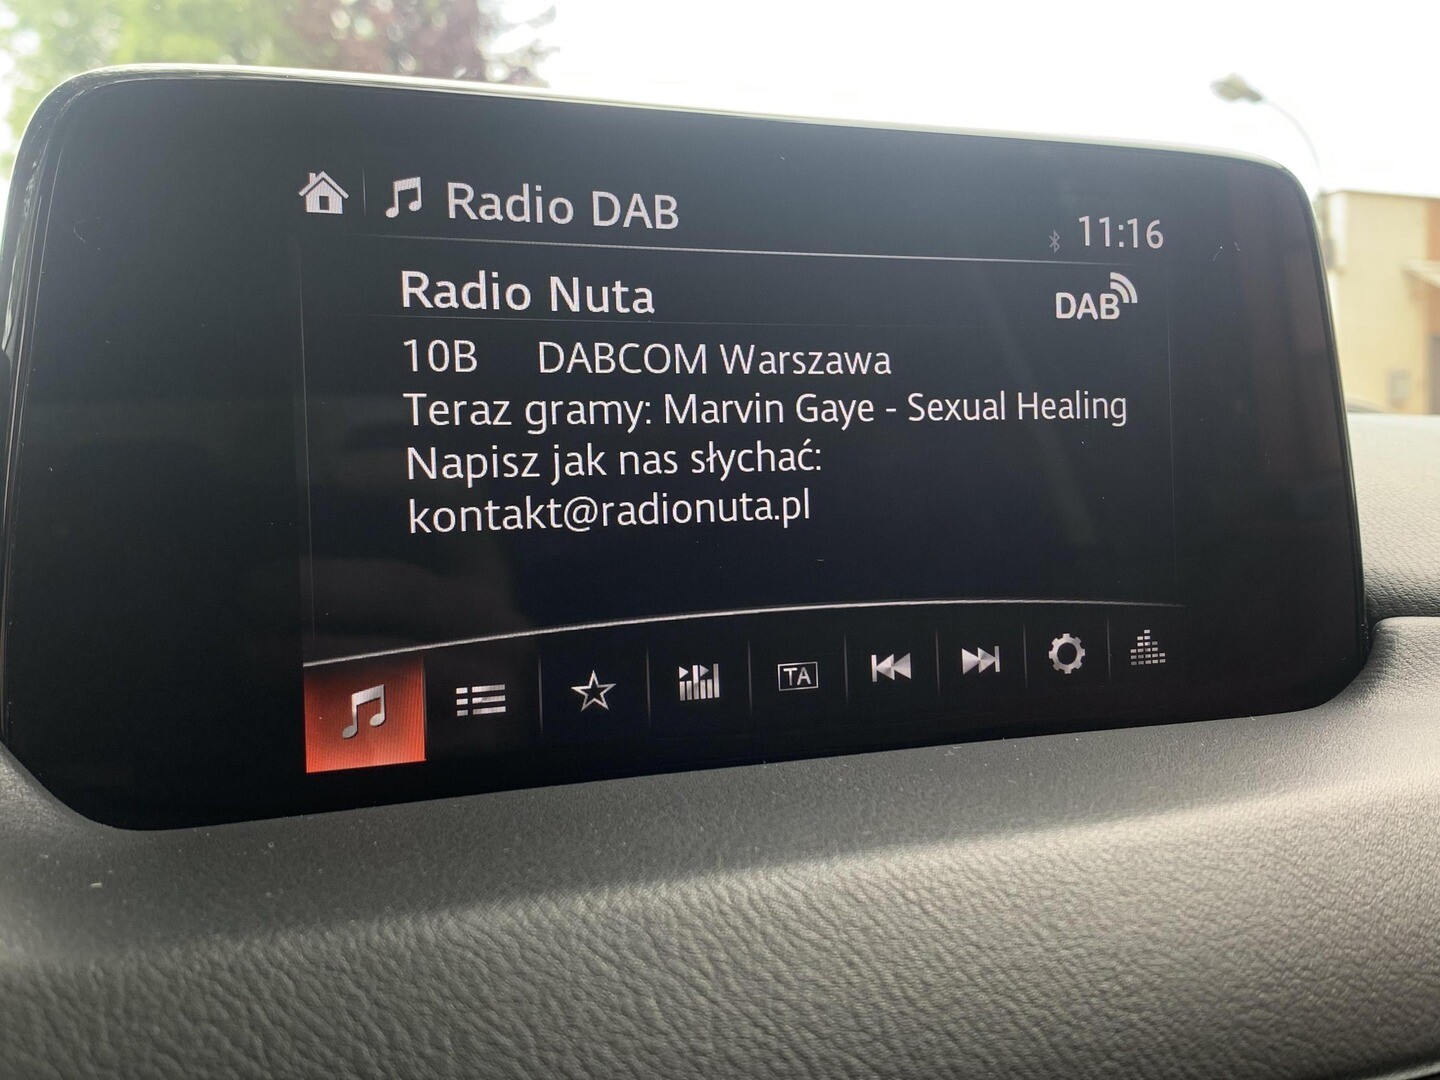 Radio DAB
11:16
Radio Nuta
DAB
10B DABCOM Warszawa
Teraz gramy: Marvin Gaye - Sexual Healing
Napisz jak nas słychać:
kontakt@radionuta.pl
TA